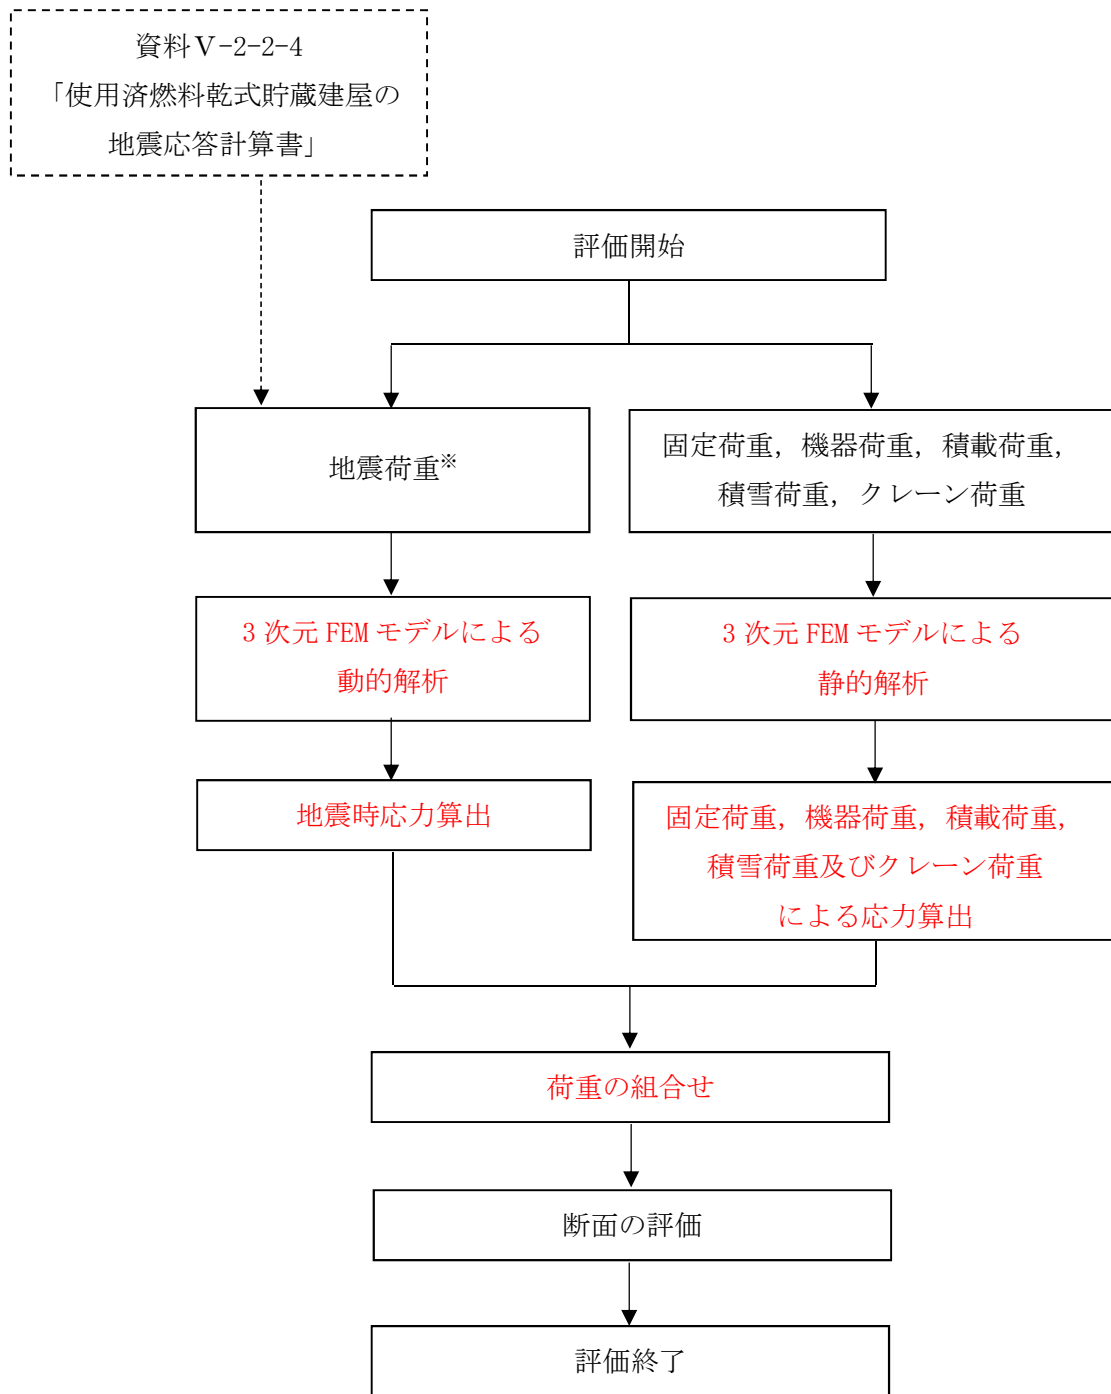 資料Ⅴ-2-2-4
「使用済燃料乾式貯蔵建屋の
地震応答計算書」
評価開始
地震荷重※
固定荷重，機器荷重，積載荷重，
積雪荷重，クレーン荷重
3 次元 FEM モデルによる
動的解析
3 次元 FEM モデルによる
静的解析
地震時応力算出
固定荷重，機器荷重，積載荷重，
積雪荷重及びクレーン荷重
による応力算出
荷重の組合せ
断面の評価
評価終了